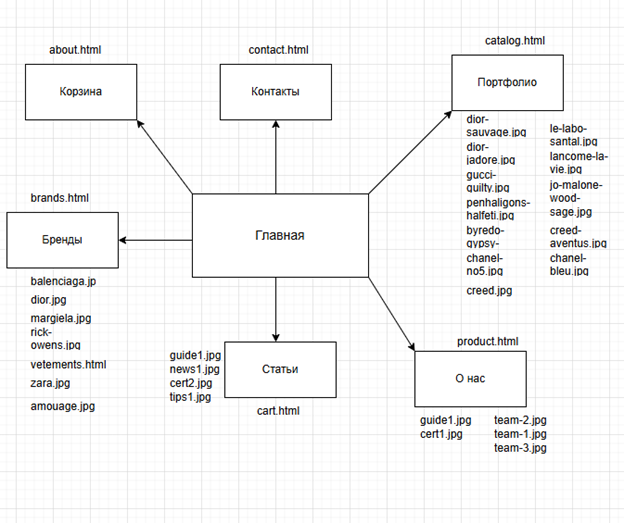 about.html
Корзина
contact.html
Контакты
catalog.html
Портфолио
dior-
sauvage.jpg
dior-
jadore.jpg
gucci-
guilty.jpg
penhaligons-
halfeti.jpg
byredo-
gypsy-
chanel-
no5.jpg
creed.jpg
le-labo-
santal.jpg
lancome-la-
vie.jpg
jo-malone-
wood-
sage.jpg
creed-
aventus.jpg
chanel-
bleu.jpg
brands.html
Бренды
balenciaga.jp
dior.jpg
margiela.jpg
rick-
owens.jpg
vetements.html
zara.jpg
amouage.jpg
Главная
guide1.jpg
news1.jpg
cert2.jpg
tips1.jpg
Статьи
cart.html
product.html
О нас
guide1.jpg
cert1.jpg
team-2.jpg
team-1.jpg
team-3.jpg